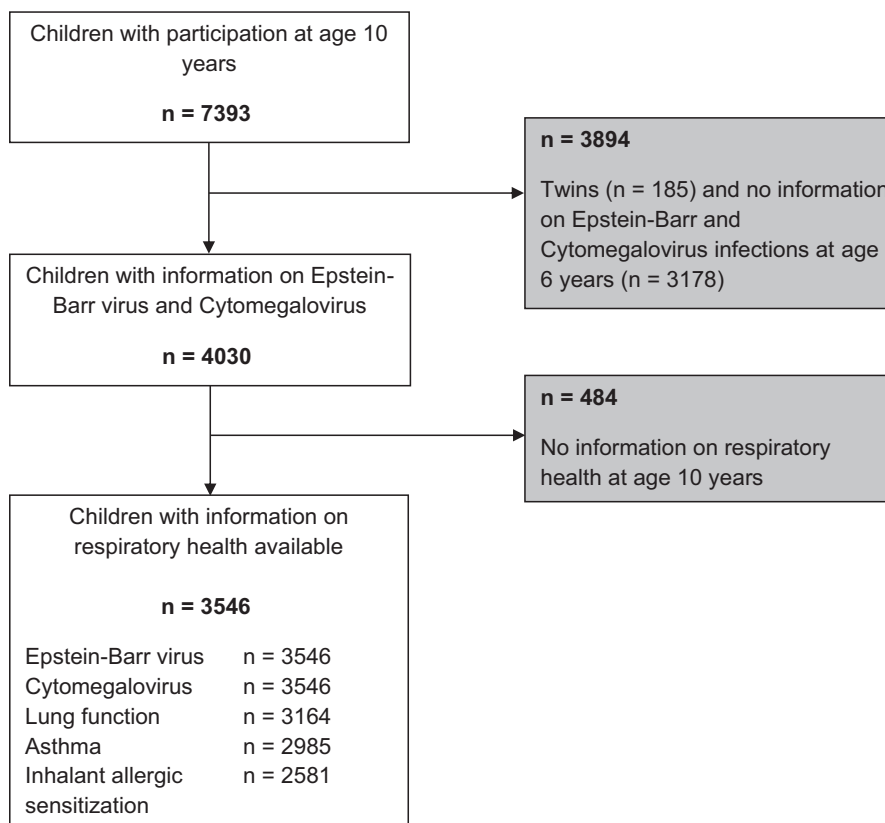 Children with participation at age 10
years
n = 7393
n = 3894
Twins (n = 185) and no information
on Epstein-Barr and
Cytomegalovirus infections at age
6 years (n = 3178)
Children with information on Epstein-
Barr virus and Cytomegalovirus
n = 4030
n = 484
No information on respiratory
health at age 10 years
Children with information on
respiratory health available
n = 3546
Epstein-Barr virus n = 3546
Cytomegalovirus n = 3546
Lung function n = 3164
Asthma n = 2985
Inhalant allergic n = 2581
sensitization